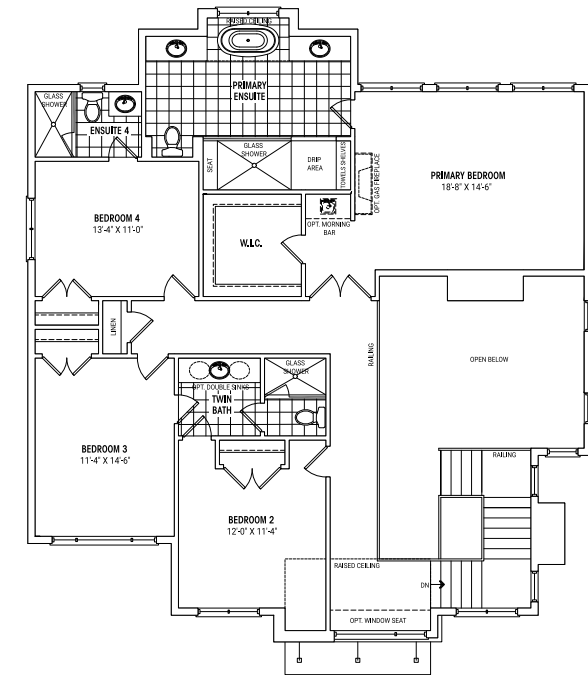 RAISED CEILING
PRIMARY
ENSUITE
GLASS
SHOWER
ENSUITE 4
SEAT
GLASS
SHOWER
DRIP
AREA
TOWELS SHELVES
OPT. GAS FIREPLACE
PRIMARY BEDROOM
18'-8" X 14'-6"
BEDROOM 4
13'-4" X 11'-0"
W.I.C.
OPT. MORNING
BAR
LINEN
RAILING
OPEN BELOW
GLASS
SHOWER
OPT. DOUBLE SINKS
TWIN
BATH
BEDROOM 3
11'-4" X 14'-6"
RAILING
BEDROOM 2
12'-0" X 11'-4"
RAISED CEILING
DN
OPT. WINDOW SEAT